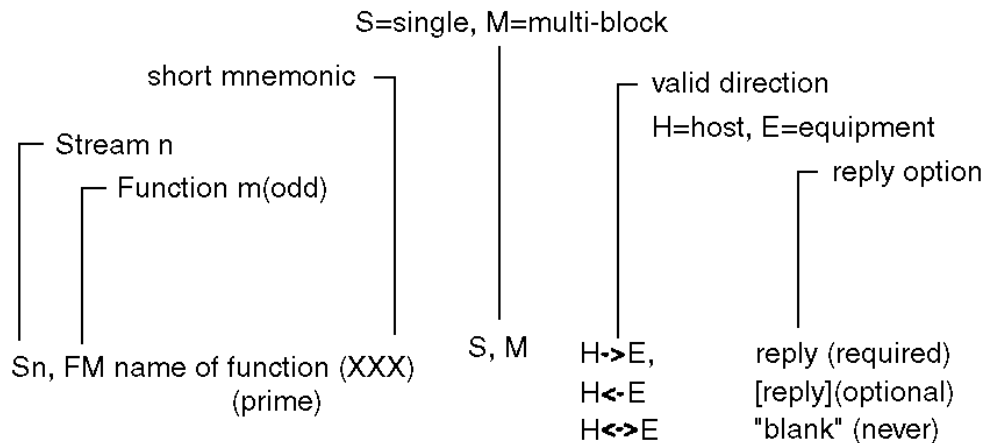 S=single, M=multi-block
short mnemonic
valid direction
H=host, E=equipment
Stream n
reply option
Function m(odd)
Sn, FM name of function (XXX)
(prime)
S, M
H->E,
reply (required)
H<-E
[reply](optional)
H<->E
"blank" (never)